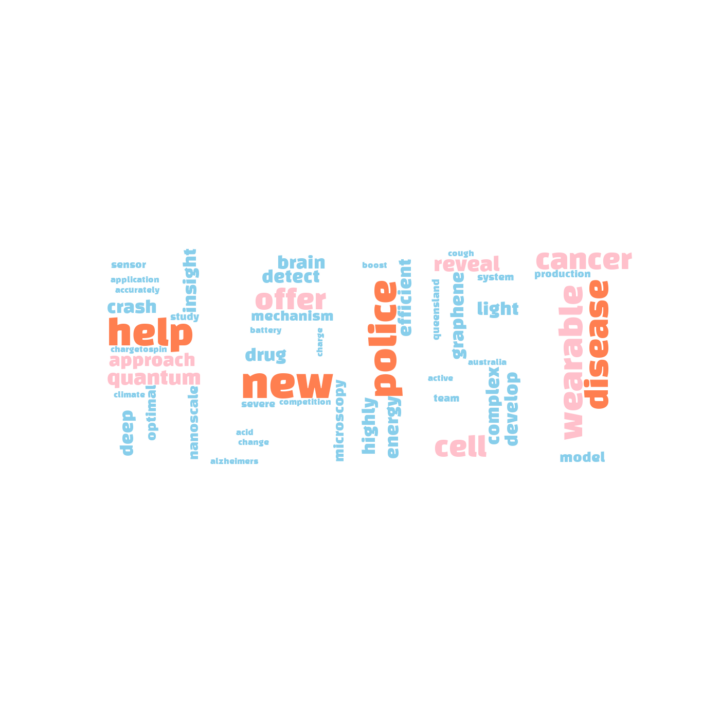 sensor
application
accurately
crash
insight
study
help
chargetospin
approach
quantum
climate
deep
optimal
nanoscale
brain
detect
offer
mechanism
battery
charge
drug
new
severe
competition
microscopy
acid
change
alzheimers
boost
efficient
police
highly
energy
cough
reveal
system
queensland
graphene
light
australia
active
team
complex
develop
cell
cancer
production
wearable
disease
model